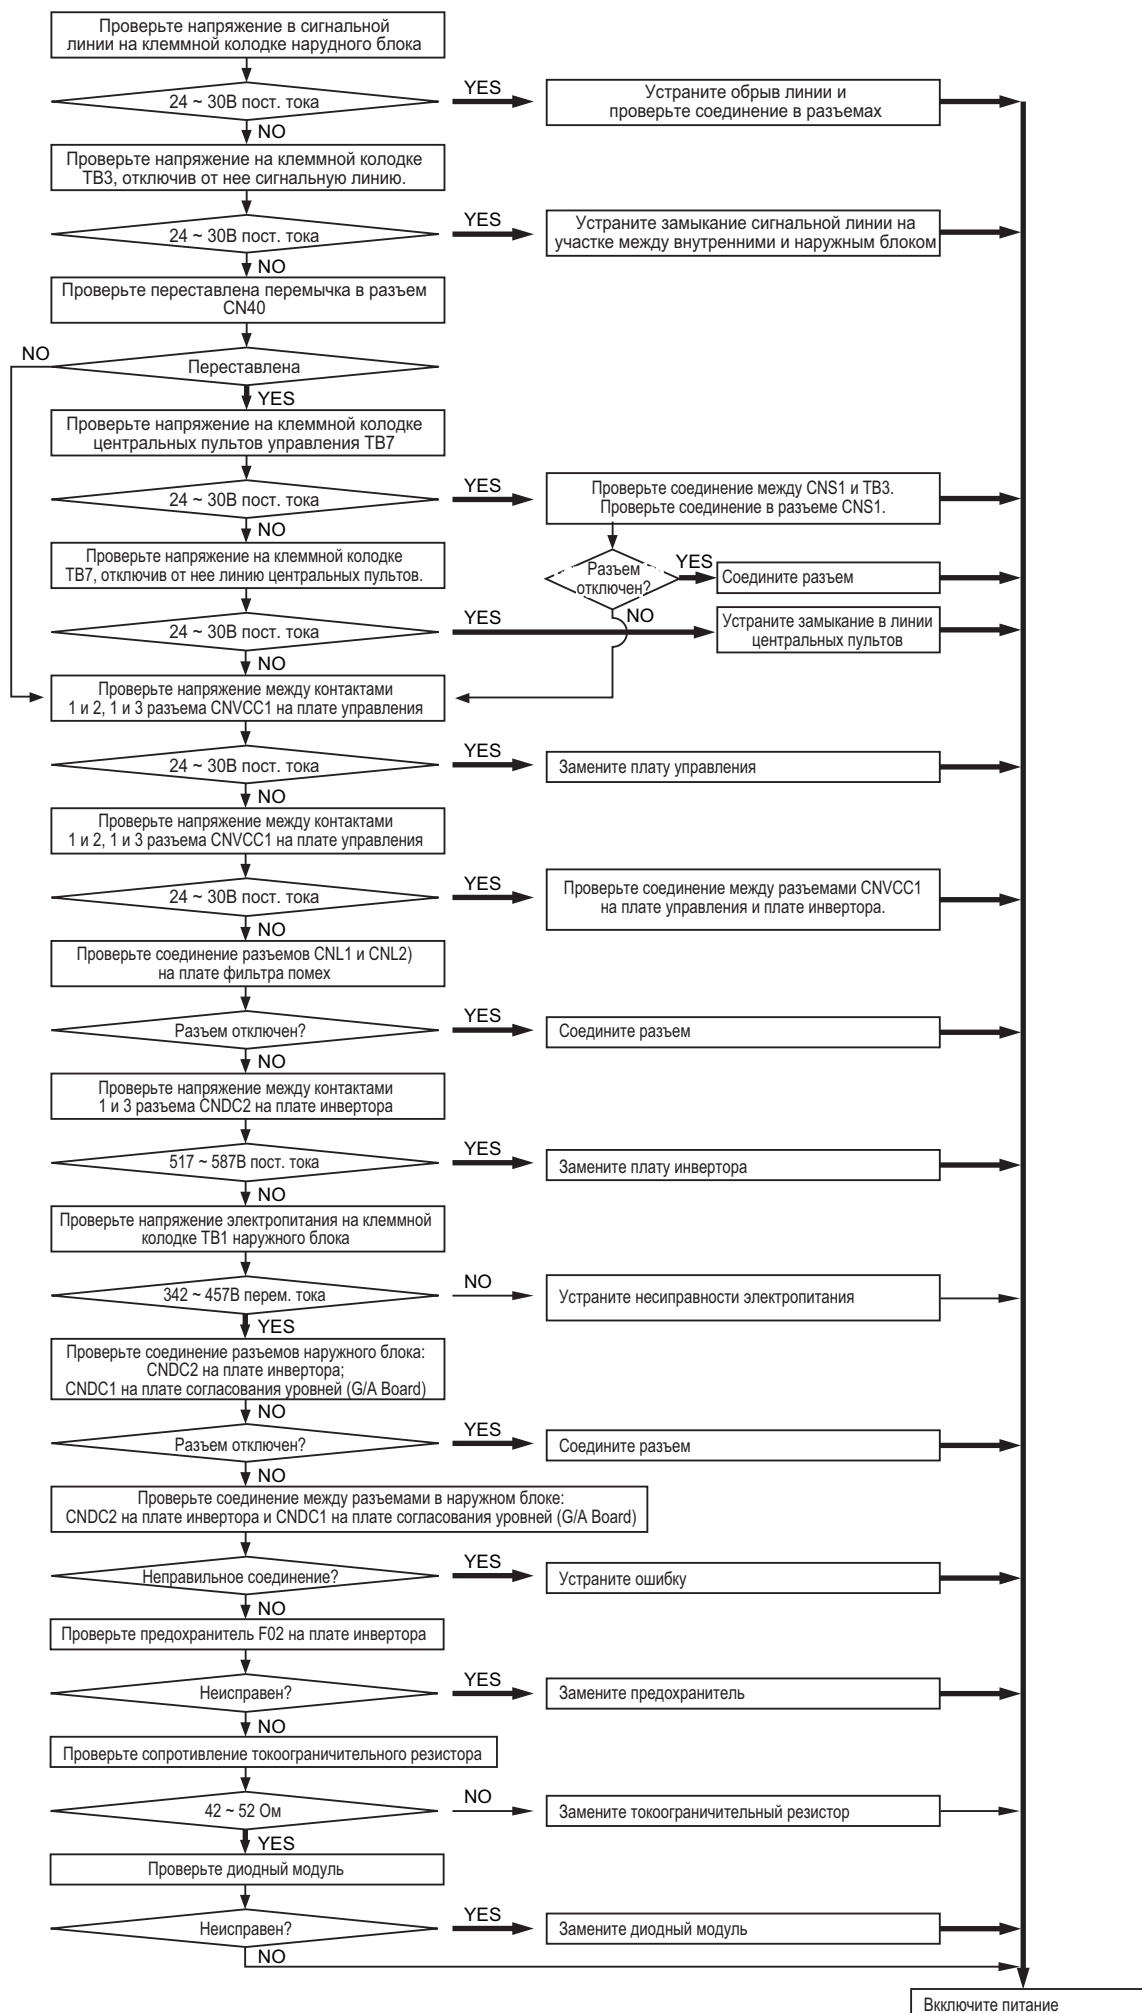 Проверьте напряжение в сигнальной
линии на клеммной колодке нарудного блока
24 ~ 30В пост. тока
YES
Устраните обрыв линии и
проверьте соединение в разъемах
NO
Проверьте напряжение на клеммной колодке
ТВ3, отключив от нее сигнальную линию.
24 ~ 30В пост. тока
YES
Устраните замыкание сигнальной линии на
участке между внутренними и наружным блоком
NO
Проверьте переставлена перемычка в разъем
CN40
NO
Переставлена
YES
Проверьте напряжение на клеммной колодке
центральных пультов управления ТВ7
24 ~ 30В пост. тока
YES
Проверьте соединение между CNS1 и ТВ3.
Проверьте соединение в разъеме CNS1.
NO
Проверьте напряжение на клеммной колодке
ТВ7, отключив от нее линию центральных пультов.
Разъем
отключен?
YES
Соедините разъем
24 ~ 30В пост. тока
YES
NO
Устраните замыкание в линии
центральных пультов
NO
Проверьте напряжение между контактами
1 и 2, 1 и 3 разъема CNVCC1 на плате управления
24 ~ 30В пост. тока
YES
Замените плату управления
NO
Проверьте напряжение между контактами
1 и 2, 1 и 3 разъема CNVCC1 на плате управления
24 ~ 30В пост. тока
YES
Проверьте соединение между разъемами CNVCC1
на плате управления и плате инвертора.
NO
Проверьте соединение разъемов CNL1 и CNL2)
на плате фильтра помех
Разъем отключен?
YES
Соедините разъем
NO
Проверьте напряжение между контактами
1 и 3 разъема CNDC2 на плате инвертора
517 ~ 587В пост. тока
YES
Замените плату инвертора
NO
Проверьте напряжение электропитания на клеммной
колодке ТВ1 наружного блока
342 ~ 457В перем. тока
NO
Устраните несиправности электропитания
YES
Проверьте соединение разъемов наружного блока:
CNDC2 на плате инвертора;
CNDC1 на плате согласования уровней (G/A Board)
NO
Разъем отключен?
YES
Соедините разъем
NO
Проверьте соединение между разъемами в наружном блоке:
CNDC2 на плате инвертора и CNDC1 на плате согласования уровней (G/A Board)
Неправильное соединение?
YES
Устраните ошибку
NO
Проверьте предохранитель F02 на плате инвертора
Неисправен?
YES
Замените предохранитель
NO
Проверьте сопротивление токоограничительного резистора
42 ~ 52 Ом
NO
Замените токоограничительный резистор
YES
Проверьте диодный модуль
Неисправен?
YES
Замените диодный модуль
NO
Вкключите питание